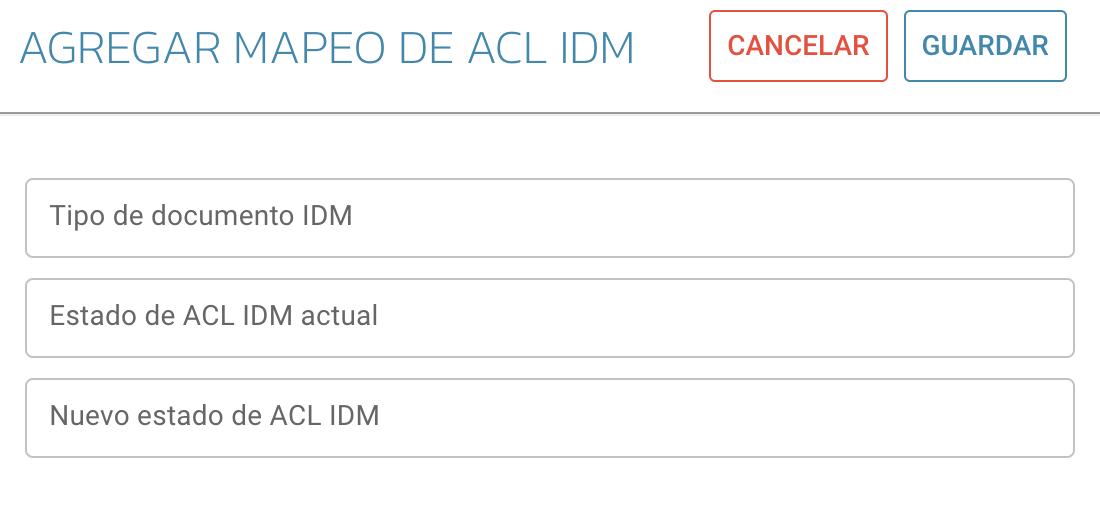 AGREGAR MAPEO DE ACL IDM
CANCELAR
GUARDAR
Tipo de documento IDM
Estado de ACL IDM actual
Nuevo estado de ACL IDM